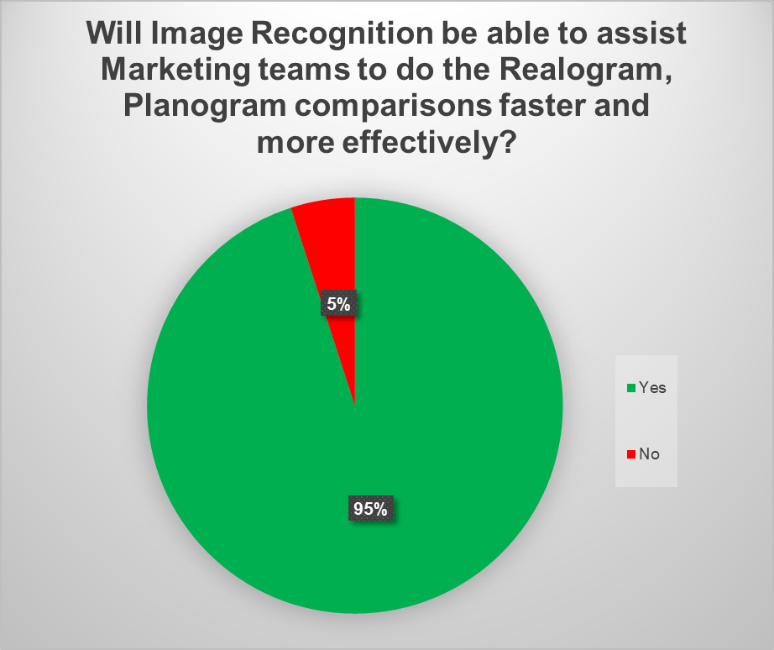 Will Image Recognition be able to assist
Marketing teams to do the Realogram,
Planogram comparisons faster and
more effectively?
5%
Yes
No
95%